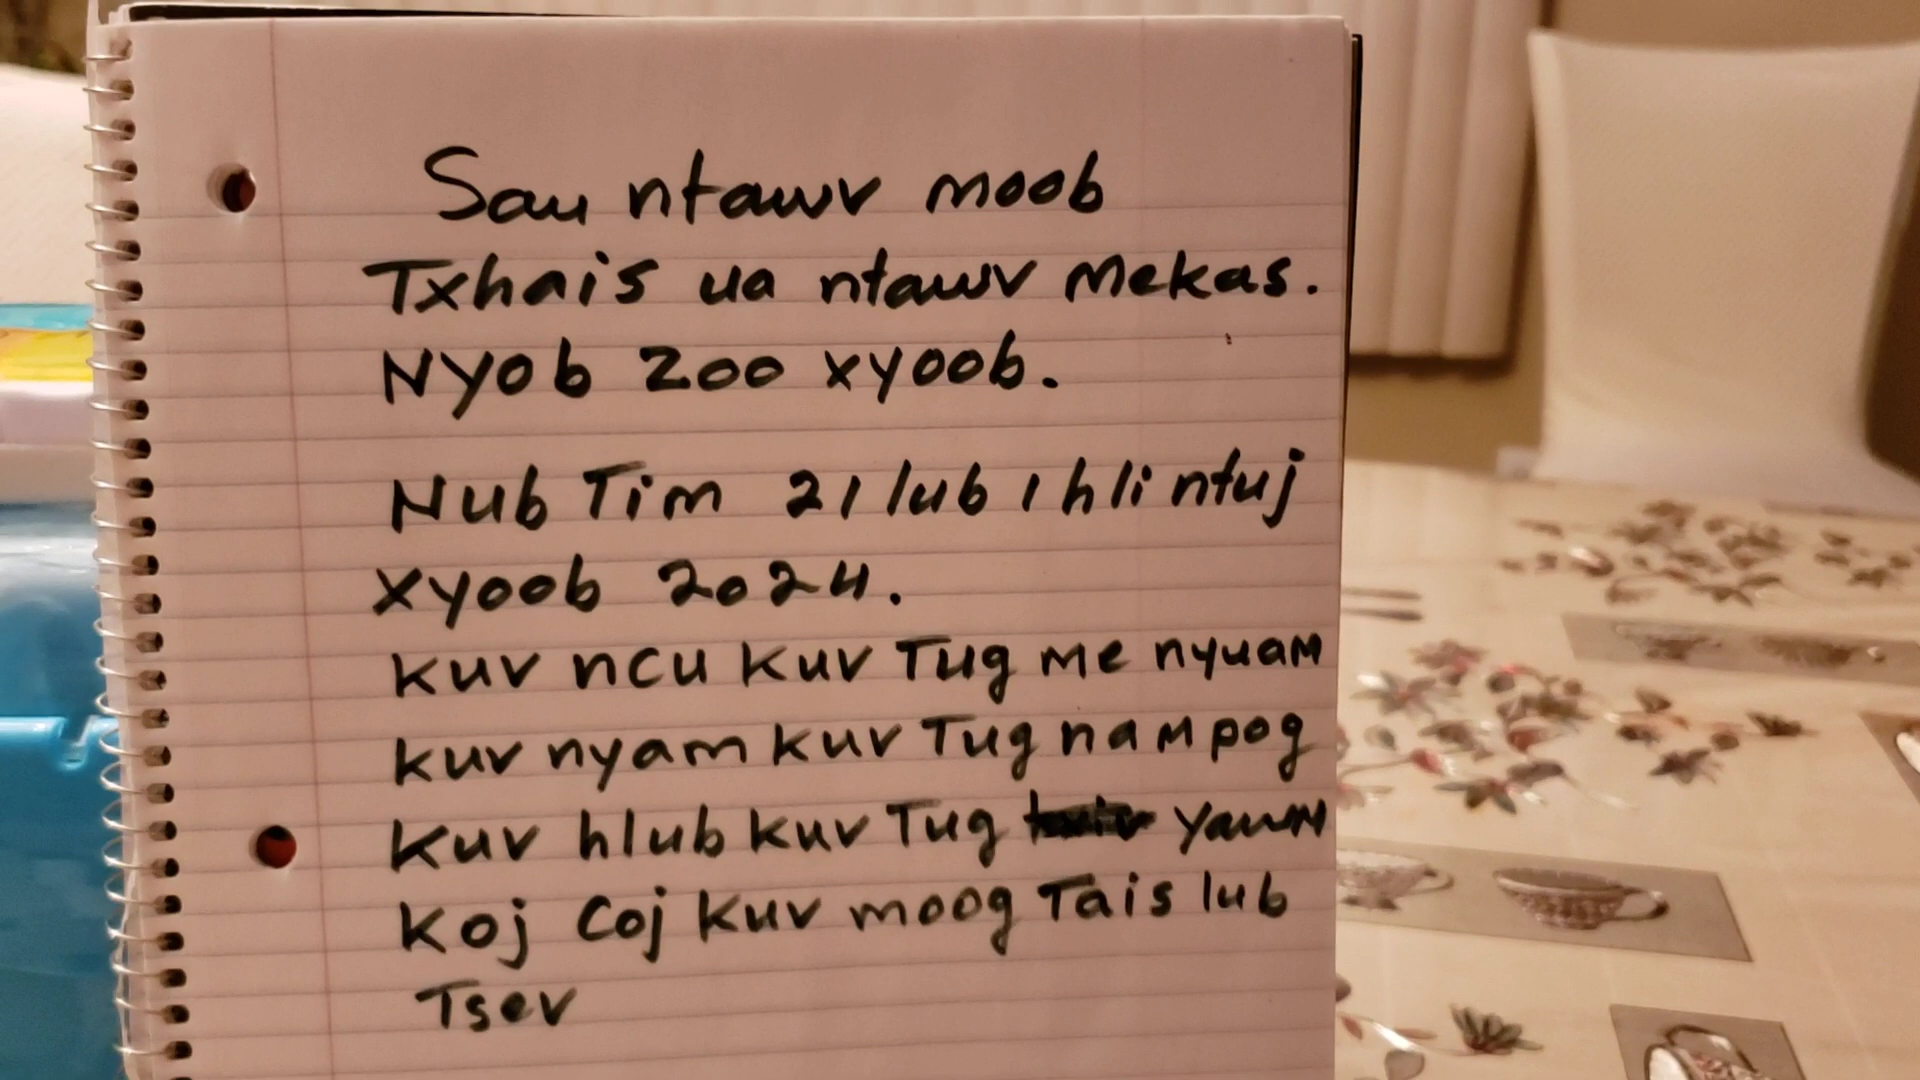 Sau ntawv moob
Txhais ua ntawv Mekas.
Nyob Zoo xyoob.
Nub Tim 21 lub 1 hli ntuj
Xyoob 2024.
Kuv ncu kuv Tug me nyuam
kuv nyam kuv Tug nam pog
Kuv hlub kuv Tug yawm
Koj coj kuv moog Tais lub
Tsev